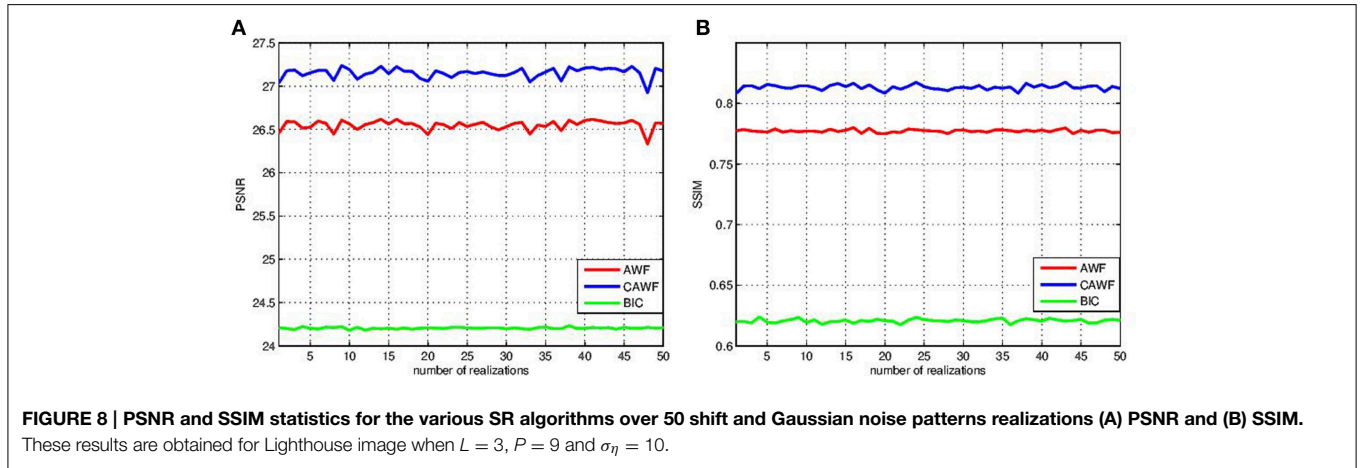 A
B
27.5
27
26.5
26
25.5
25
24.5
24
PSNR
5 10 15 20 25 30 35 40 45 50
number of realizations
AWF
CAWF
BIC
0.8
0.75
0.7
0.65
0.6
SSIM
5 10 15 20 25 30 35 40 45 50
number of realizations
AWF
CAWF
BIC
FIGURE 8 | PSNR and SSIM statistics for the various SR algorithms over 50 shift and Gaussian noise patterns realizations (A) PSNR and (B) SSIM.
These results are obtained for Lighthouse image when L = 3, P = 9 and ση = 10.